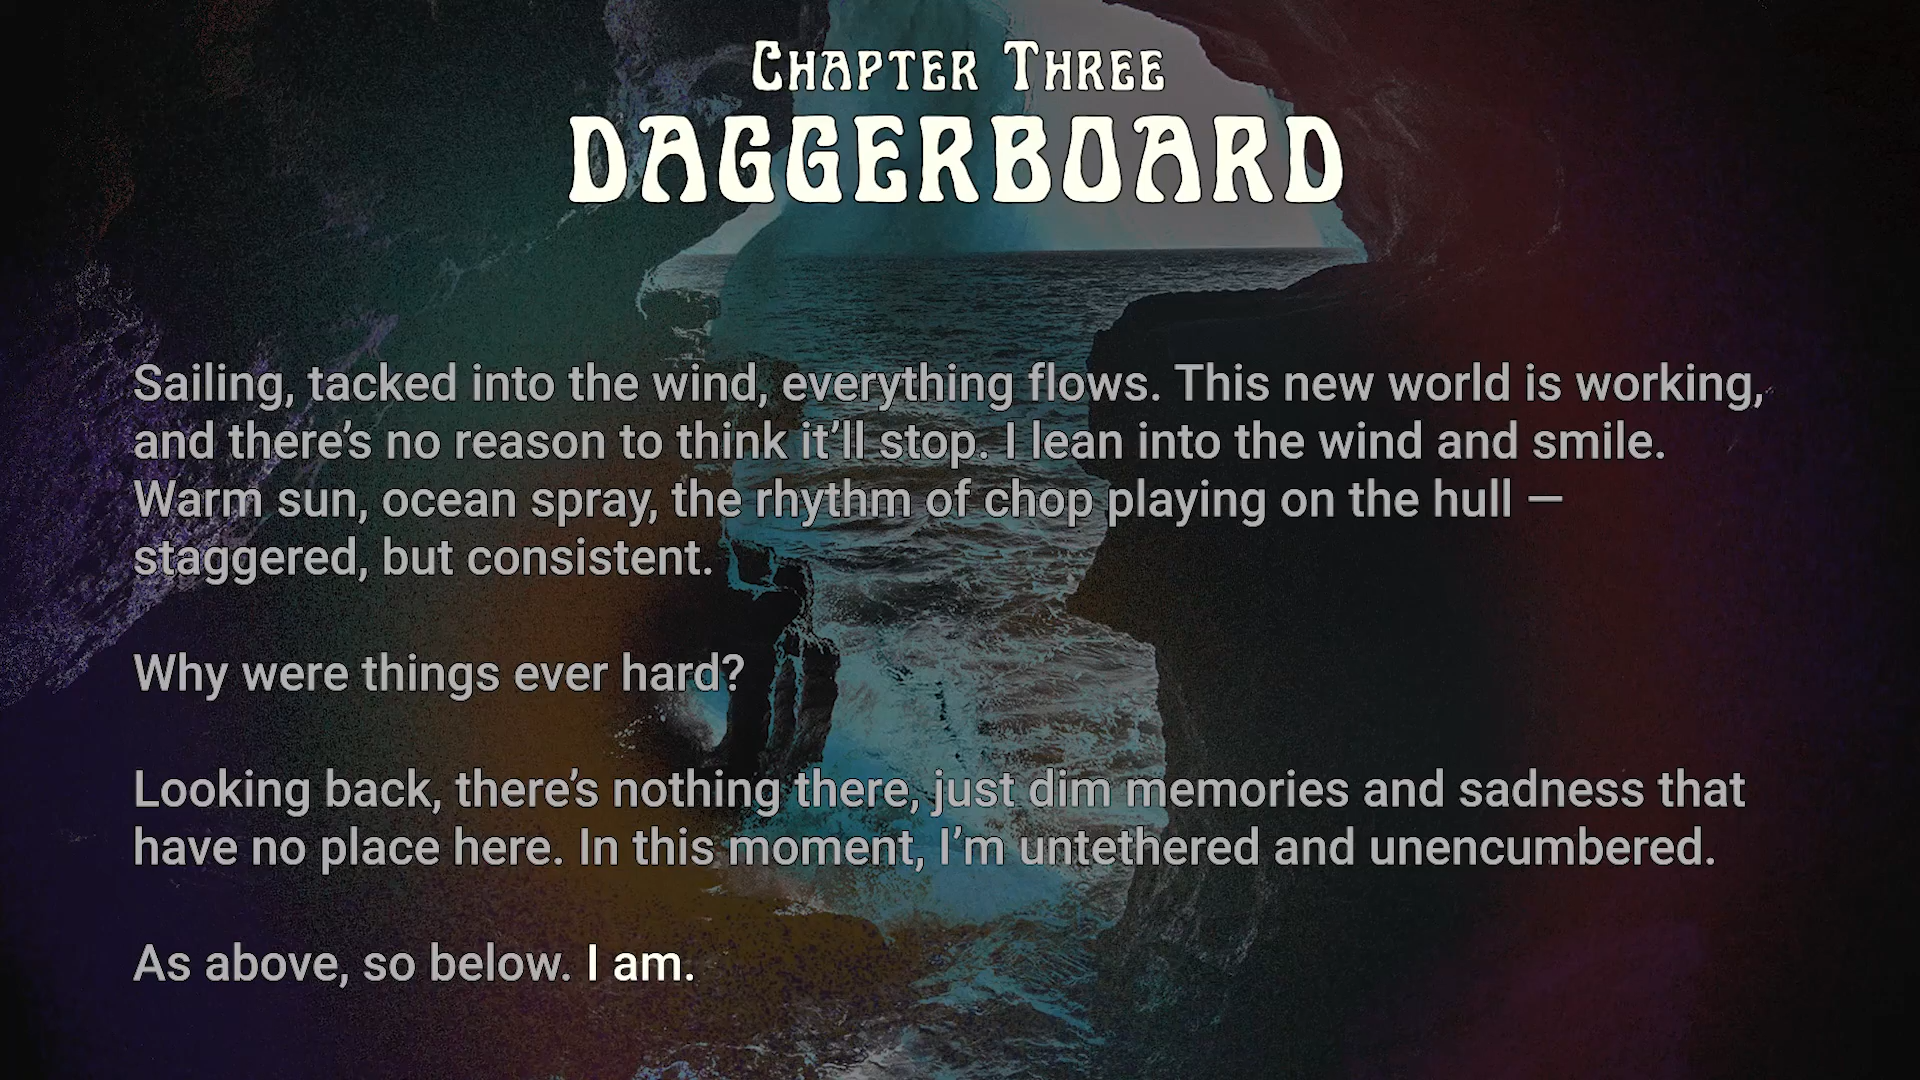 Chapter Three
DAGGERBOARD
Sailing, tacked into the wind, everything flows. This new world is working,
and there’s no reason to think it’ll stop. I lean into the wind and smile.
Warm sun, ocean spray, the rhythm of chop playing on the hull —
staggered, but consistent.
Why were things ever hard?
Looking back, there’s nothing there, just dim memories and sadness that
have no place here. In this moment, I’m untethered and unencumbered.
As above, so below. I am.